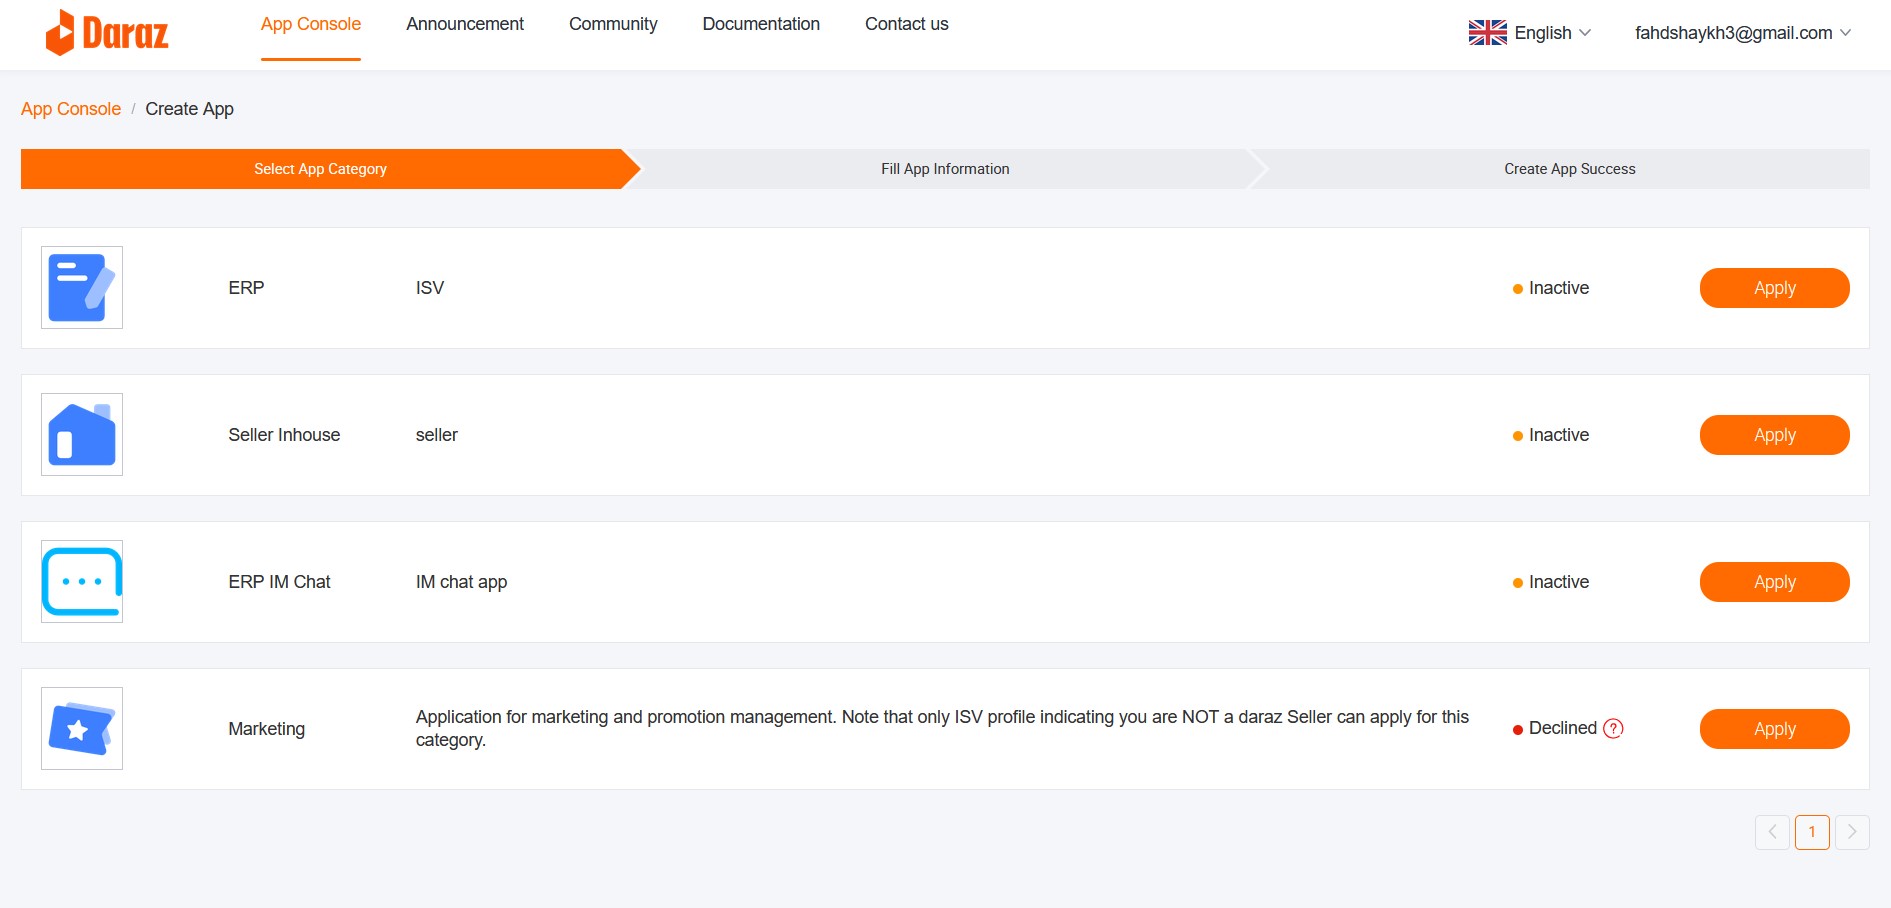 Daraz
App Console Announcement Community Documentation Contact us English fahdshaykh3@gmail.com
App Console / Create App
Select App Category Fill App Information Create App Success
ERP ISV Inactive Apply
Seller Inhouse seller Inactive Apply
ERP IM Chat IM chat app Inactive Apply
Marketing Application for marketing and promotion management. Note that only ISV profile indicating you are NOT a daraz Seller can apply for this
category. Declined ? Apply
1